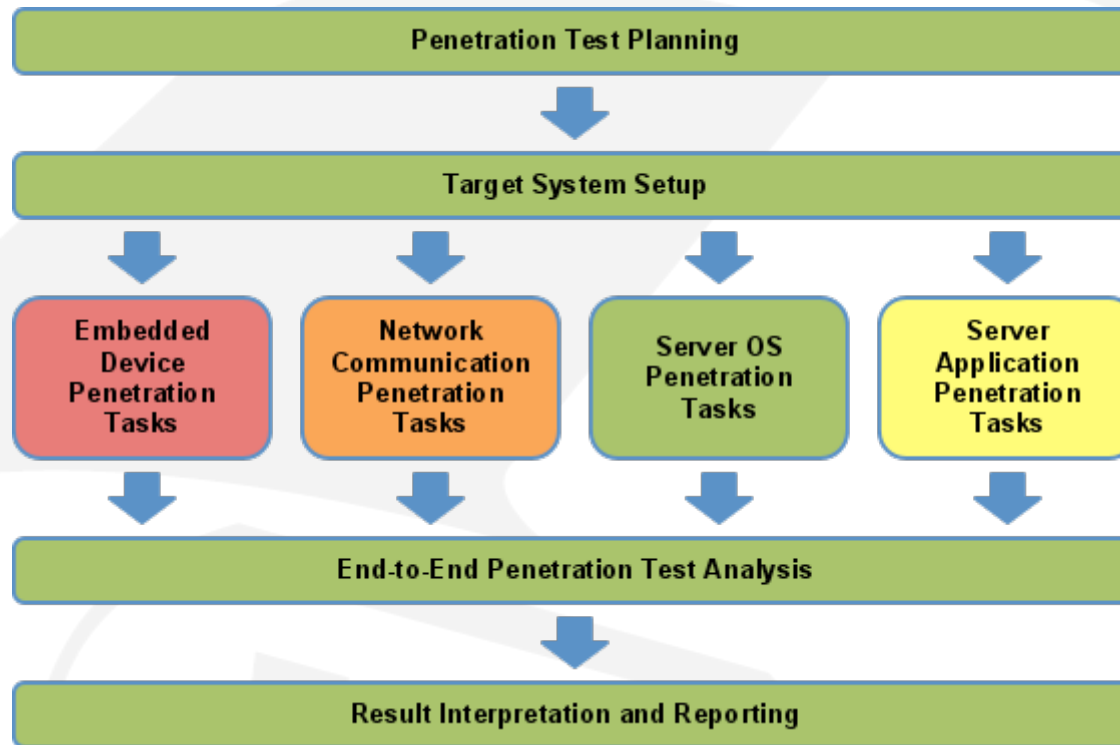 Penetration Test Planning
Target System Setup
Embedded
Device
Penetration
Tasks
Network
Communication
Penetration
Tasks
Server OS
Penetration
Tasks
Server
Application
Penetration
Tasks
End-to-End Penetration Test Analysis
Result Interpretation and Reporting